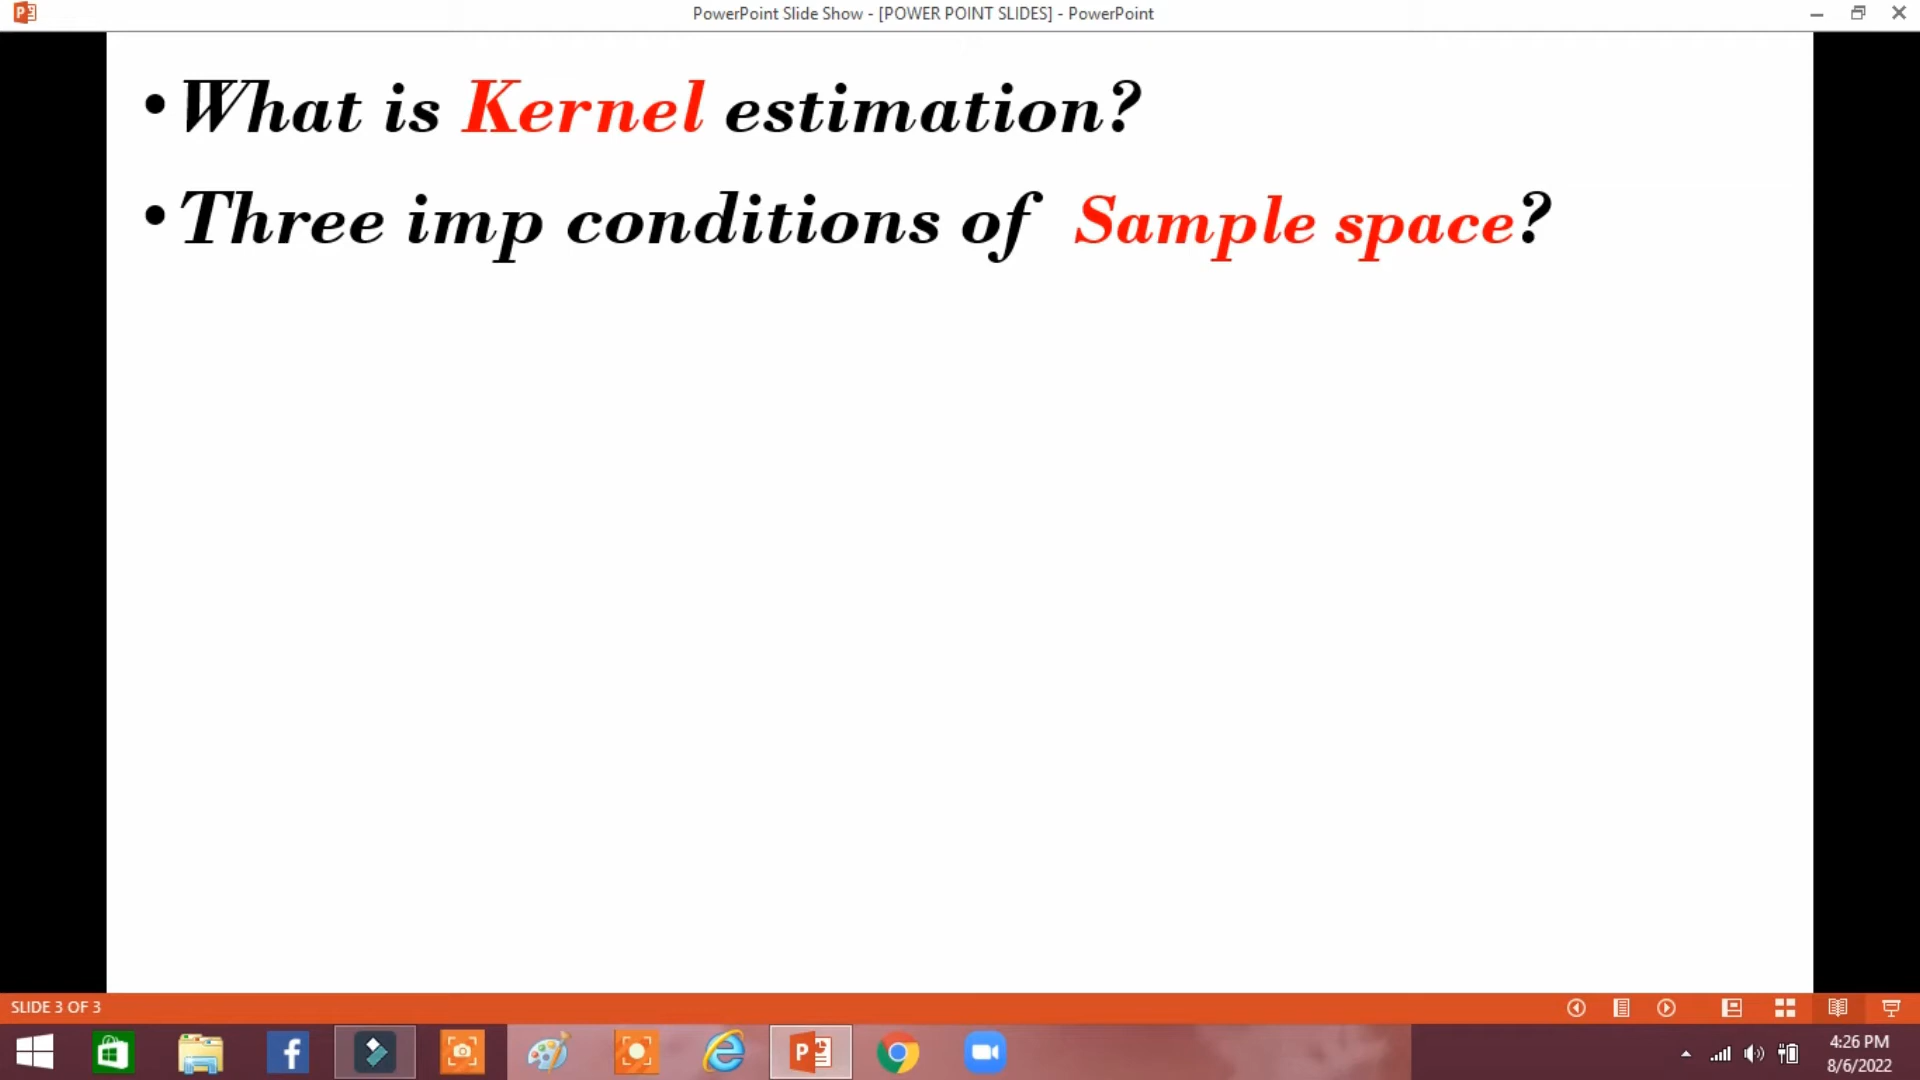 PowerPoint Slide Show - [POWER POINT SLIDES] - PowerPoint
• What is Kernel estimation?
• Three imp conditions of Sample space?
SLIDE 3 OF 3
4:26 PM
8/6/2022